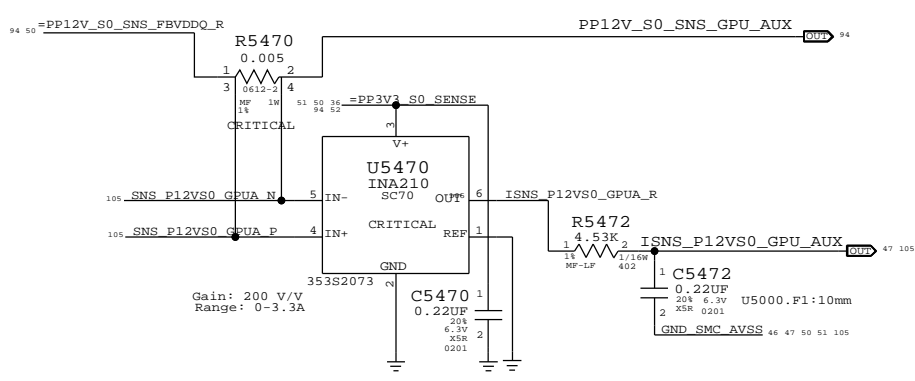 =PP12V_S0_SNS_FBVDDQ_R
94 50
PP12V_S0_SNS_GPU_AUX
OUT
94
R5470
0.005
1
2
3
4
0612-2
MF
1W
1%
CRITICAL
51 50 36
94 52
=PP3V3_S0_SENSE
3
V+
U5470
INA210
SC70
105
SNS_P12VS0_GPUA_N
5
IN-
OUT
6
ISNS_P12VS0_GPUA_R
CRITICAL
105
SNS_P12VS0_GPUA_P
4
IN+
REF
1
R5472
4.53K
1
2
1%
1/16W
MF-LF
402
ISNS_P12VS0_GPU_AUX
OUT
47 105
GND
353S2073
2
Gain: 200 V/V
Range: 0-3.3A
C5470
1
0.22UF
20%
6.3V
X5R
2
0201
1
C5472
0.22UF
20%
6.3V
X5R
0201
2
U5000.F1:10mm
GND_SMC_AVSS
46 47 50 51 105